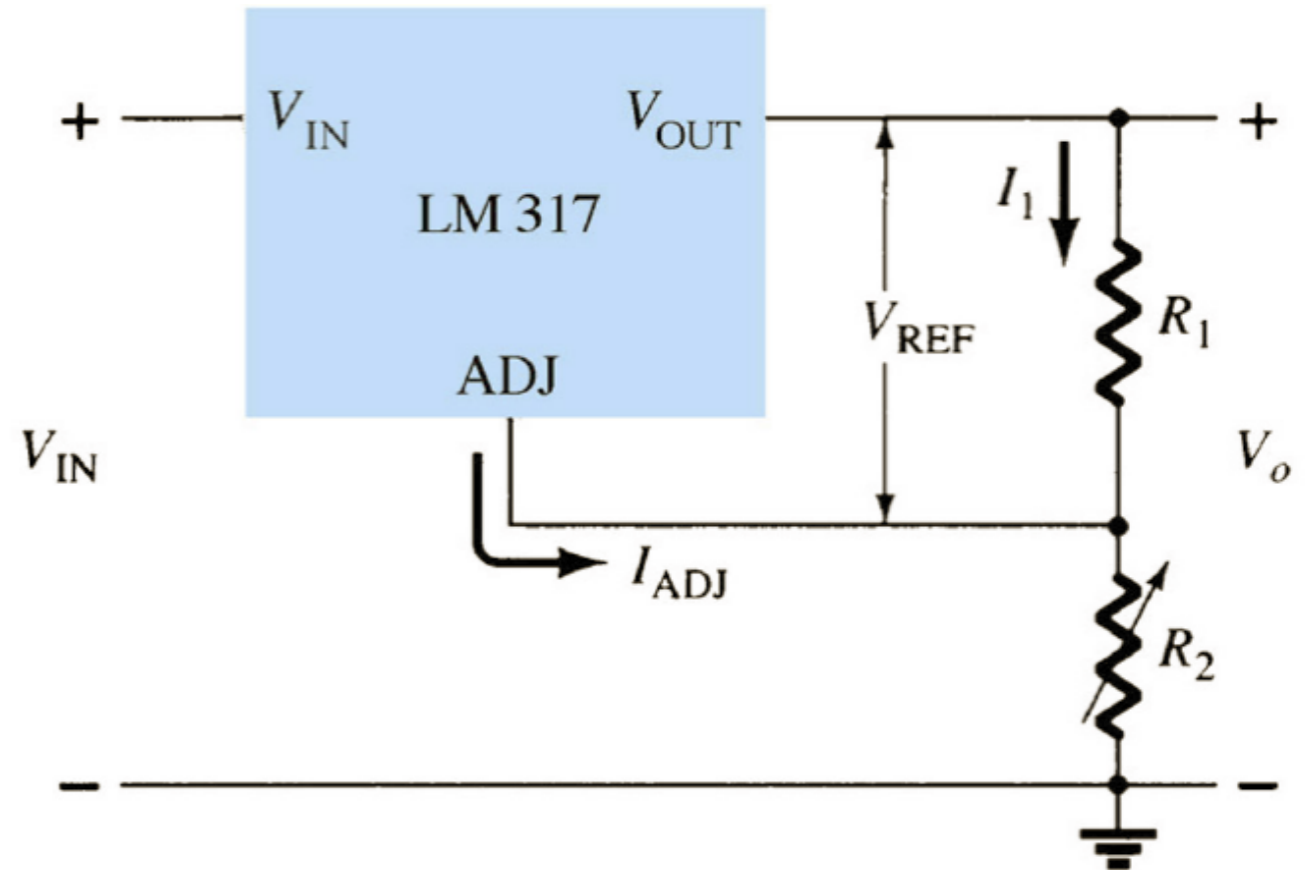 + V_IN V_OUT +
LM 317
I_1
V_REF
R_1
ADJ
V_IN
V_o
I_ADJ
R_2
− −